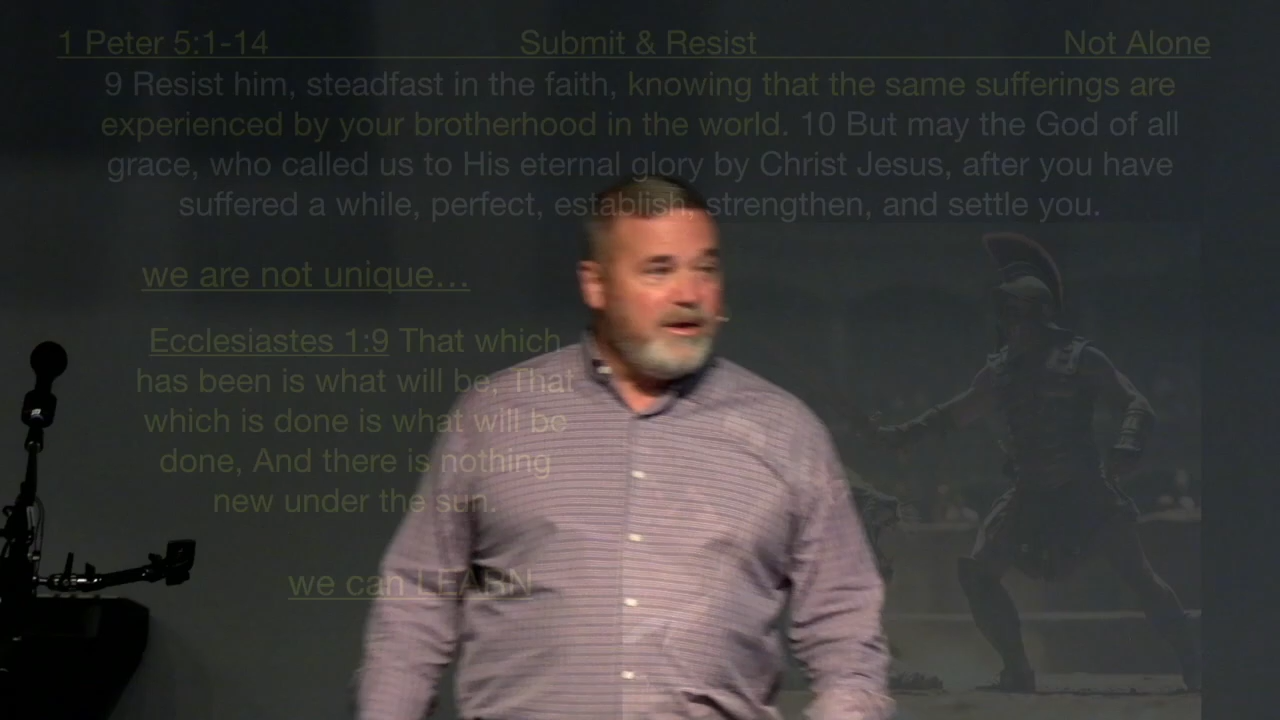 1 Peter 5:1-14 Submit & Resist Not Alone
9 Resist him, steadfast in the faith, knowing that the same sufferings are
experienced by your brotherhood in the world. 10 But may the God of all
grace, who called us to His eternal glory by Christ Jesus, after you have
suffered a while, perfect, establish, strengthen, and settle you.
we are not unique…
Ecclesiastes 1:9 That which
has been is what will be, That
which is done is what will be
done, And there is nothing
new under the sun.
we can LEARN